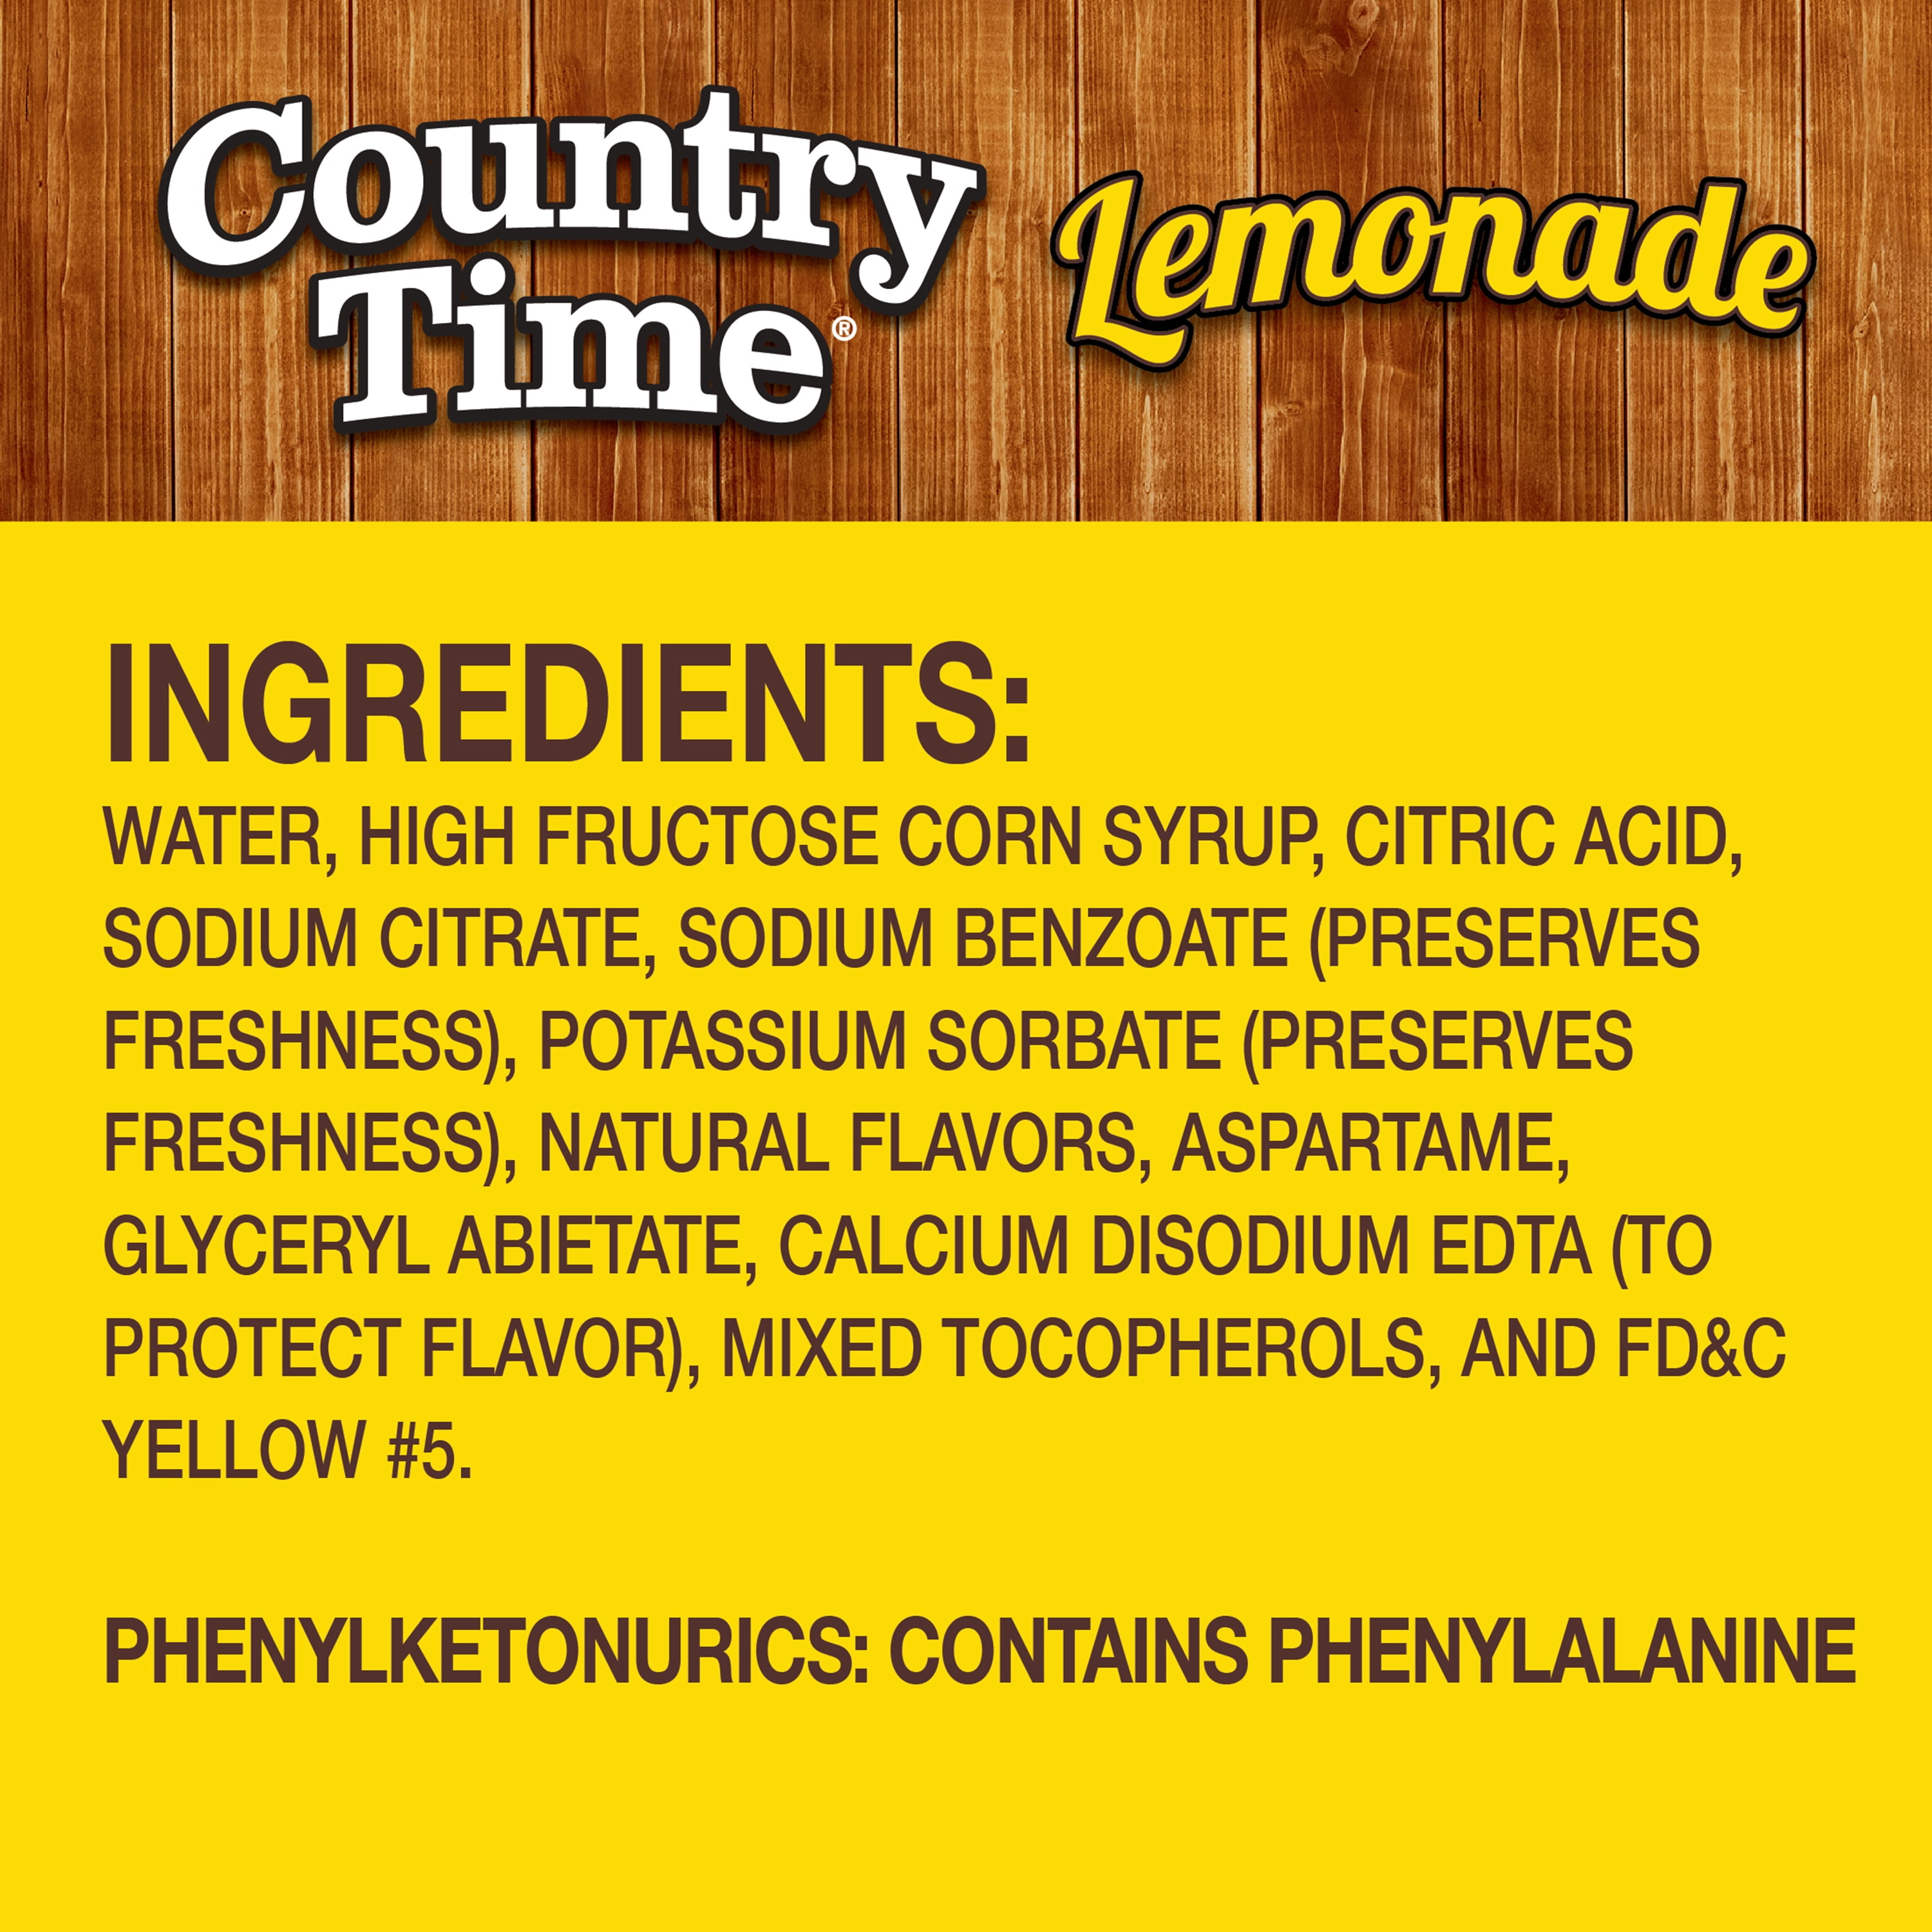 Country
Time®
Lemonade
INGREDIENTS:
WATER, HIGH FRUCTOSE CORN SYRUP, CITRIC ACID,
SODIUM CITRATE, SODIUM BENZOATE (PRESERVES
FRESHNESS), POTASSIUM SORBATE (PRESERVES
FRESHNESS), NATURAL FLAVORS, ASPARTAME,
GLYCERYL ABIETATE, CALCIUM DISODIUM EDTA (TO
PROTECT FLAVOR), MIXED TOCOPHEROLS, AND FD&C
YELLOW #5.
PHENYLKETONURICS: CONTAINS PHENYLALANINE